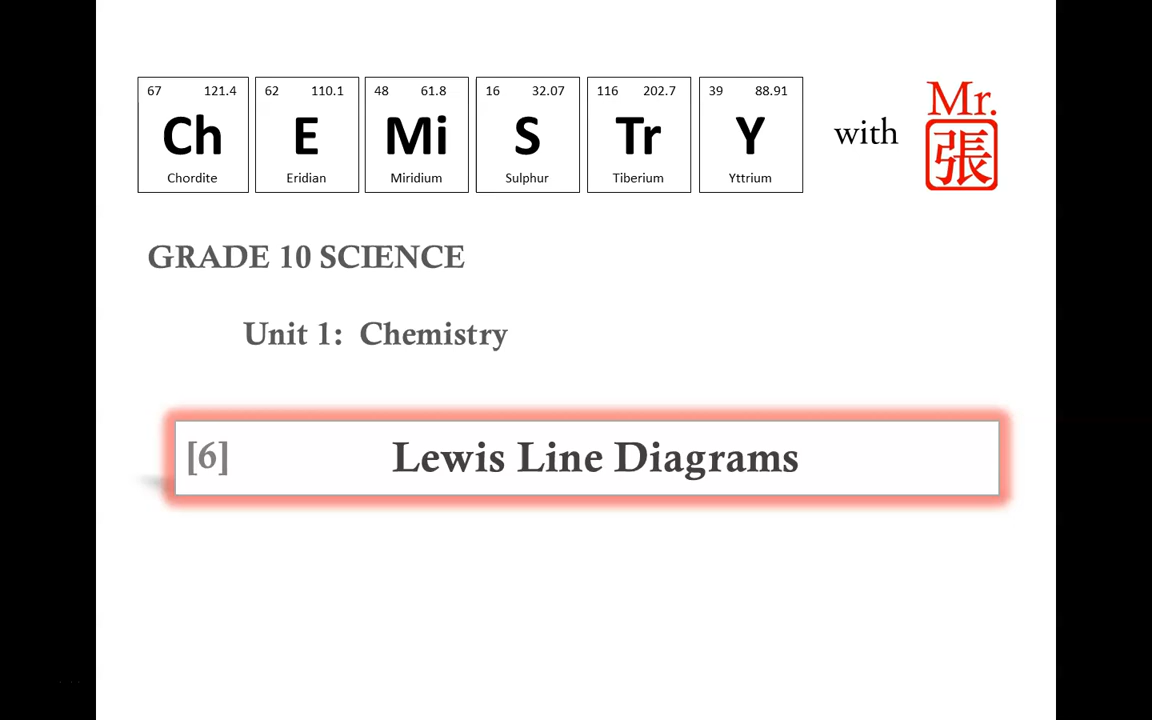 67 121.4 62 110.1 48 61.8 16 32.07 116 202.7 39 88.91
Ch E Mi S Tr Y with Mr. 張
Chordite Eridian Miridium Sulphur Tiberium Yttrium
GRADE 10 SCIENCE
Unit 1: Chemistry
[6] Lewis Line Diagrams